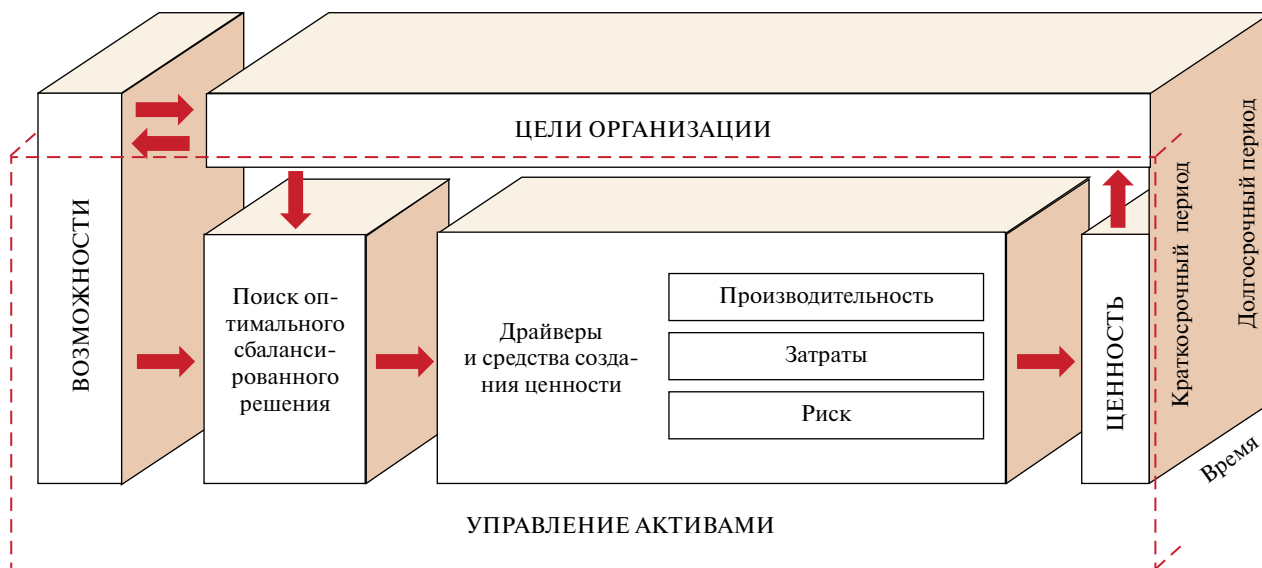 ЦЕЛИ ОРГАНИЗАЦИИ
ВОЗМОЖНОСТИ
Поиск оп-
тимального
сбаланси-
рованного
решения
Драйверы
и средства созда-
ния ценности
Производительность
Затраты
Риск
ЦЕННОСТЬ
Краткосрочный период
Долгосрочный период
Время
УПРАВЛЕНИЕ АКТИВАМИ